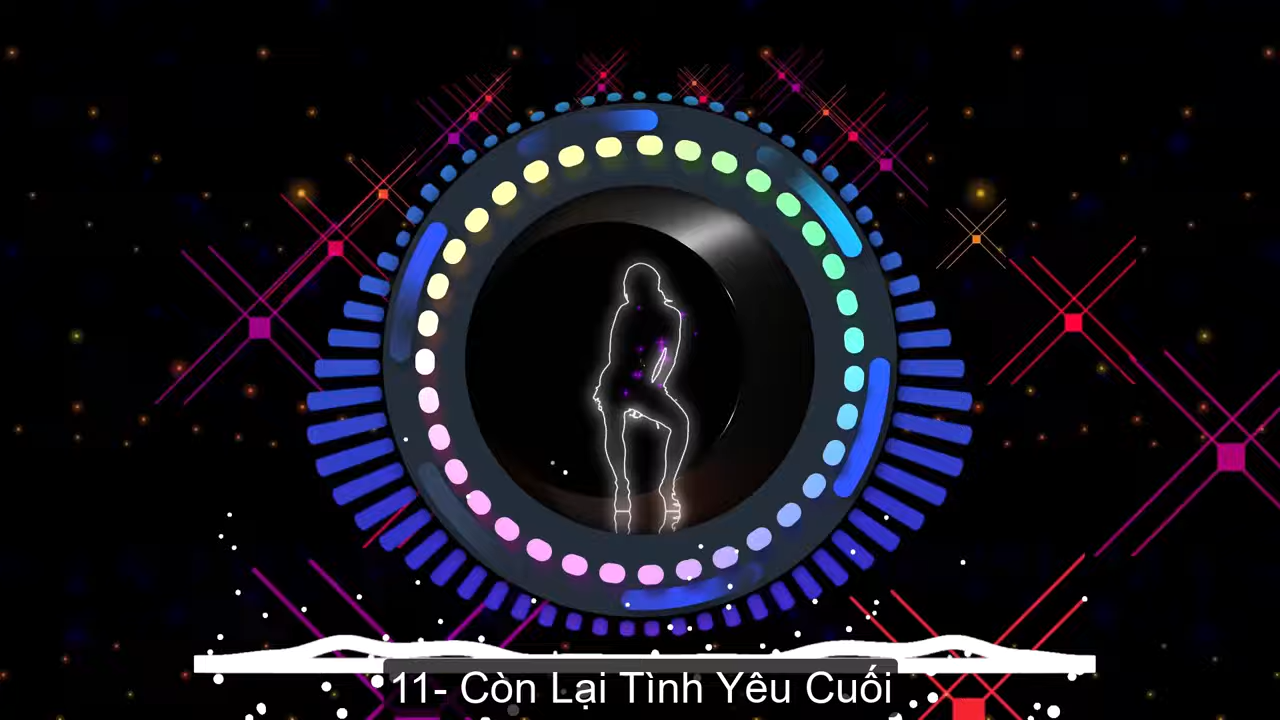 11- Còn Lại Tình Yêu Cuối